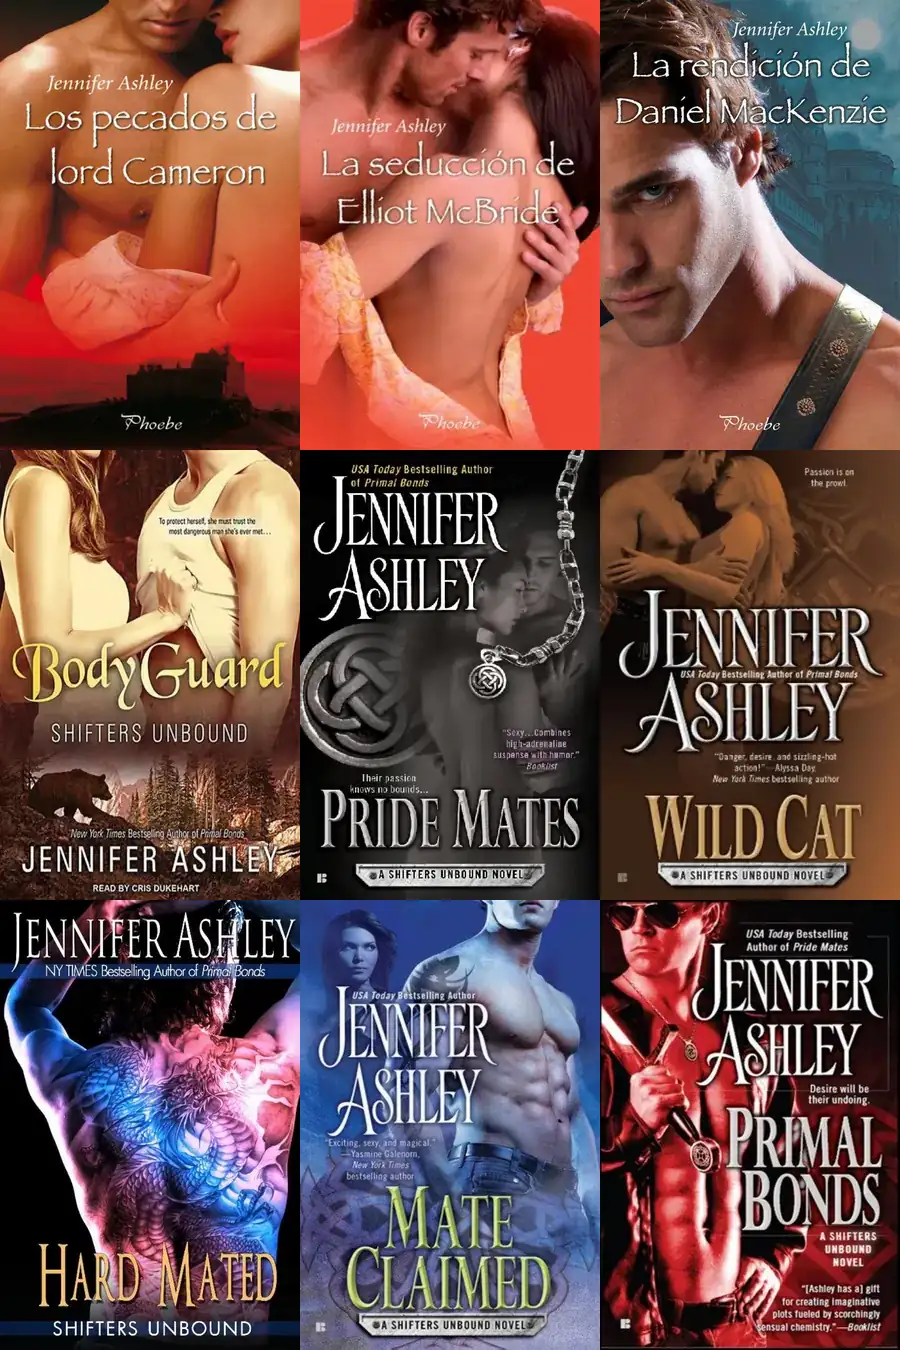 Jennifer Ashley
Los pecados de
lord Cameron
Phoebe
Jennifer Ashley
La seducción de
Elliot McBride
Phoebe
Jennifer Ashley
La rendición de
Daniel MacKenzie
Phoebe
To protect herself, she must trust the
most dangerous man she's ever met…
BodyGuard
SHIFTERS UNBOUND
New York Times Bestselling Author of Primal Bonds
JENNIFER ASHLEY
READ BY CRIS DUKEHART
USA Today Bestselling Author
of Primal Bonds
JENNIFER
ASHLEY
"Sexy...Combines
high-adrenaline
suspense with humor."
—Booklist
Their passion
knows no bounds...
PRIDE MATES
A SHIFTERS UNBOUND NOVEL
B
Passion is on
the prowl.
JENNIFER
USA Today Bestselling Author of Primal Bonds
ASHLEY
"Danger, desire, and sizzling-hot
action!"—Alyssa Day,
New York Times bestselling author
WILD CAT
A SHIFTERS UNBOUND NOVEL
B
JENNIFER ASHLEY
NY TIMES Bestselling Author of Primal Bonds
HARD MATED
SHIFTERS UNBOUND
USA Today Bestselling Author
JENNIFER
ASHLEY
"Exciting, sexy, and magical."
—Yasmine Galenorn,
New York Times
bestselling author
MATE
CLAIMED
A SHIFTERS UNBOUND NOVEL
B
USA Today Bestselling
Author of Pride Mates
JENNIFER
ASHLEY
Desire will be
their undoing.
PRIMAL
BONDS
A SHIFTERS
UNBOUND
NOVEL
"[Ashley has a] gift
for creating imaginative
plots fueled by scorchingly
sensual chemistry."—Booklist
B